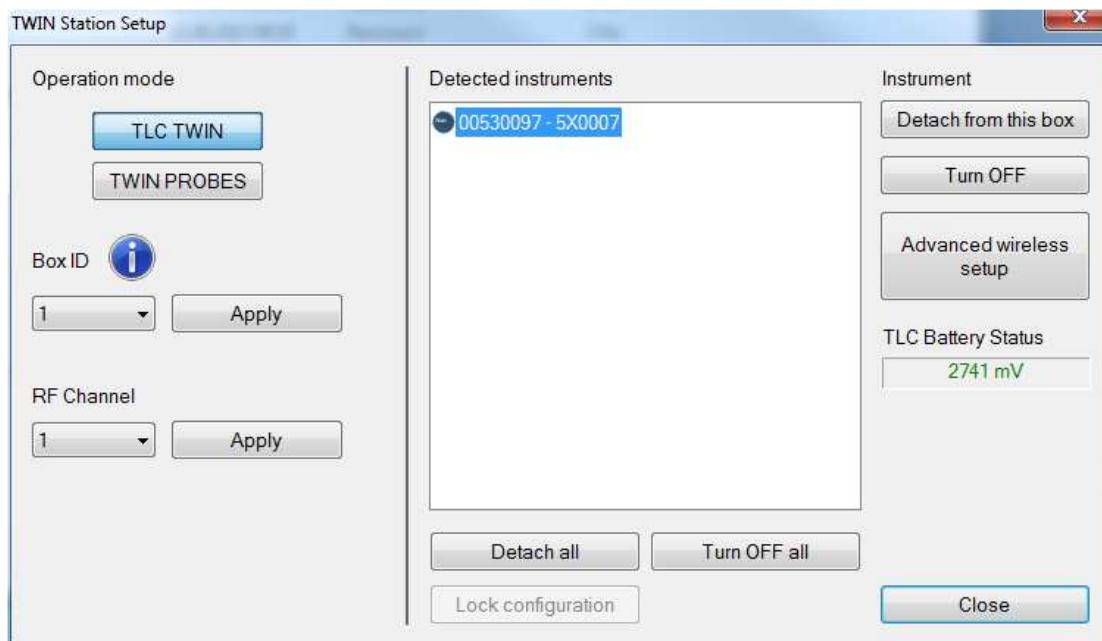 TWIN Station Setup
Operation mode
TLC TWIN
TWIN PROBES
Box ID
1
Apply
RF Channel
1
Apply
Detected instruments
00530097 - 5X0007
Detach all
Turn OFF all
Lock configuration
Instrument
Detach from this box
Turn OFF
Advanced wireless
setup
TLC Battery Status
2741 mV
Close